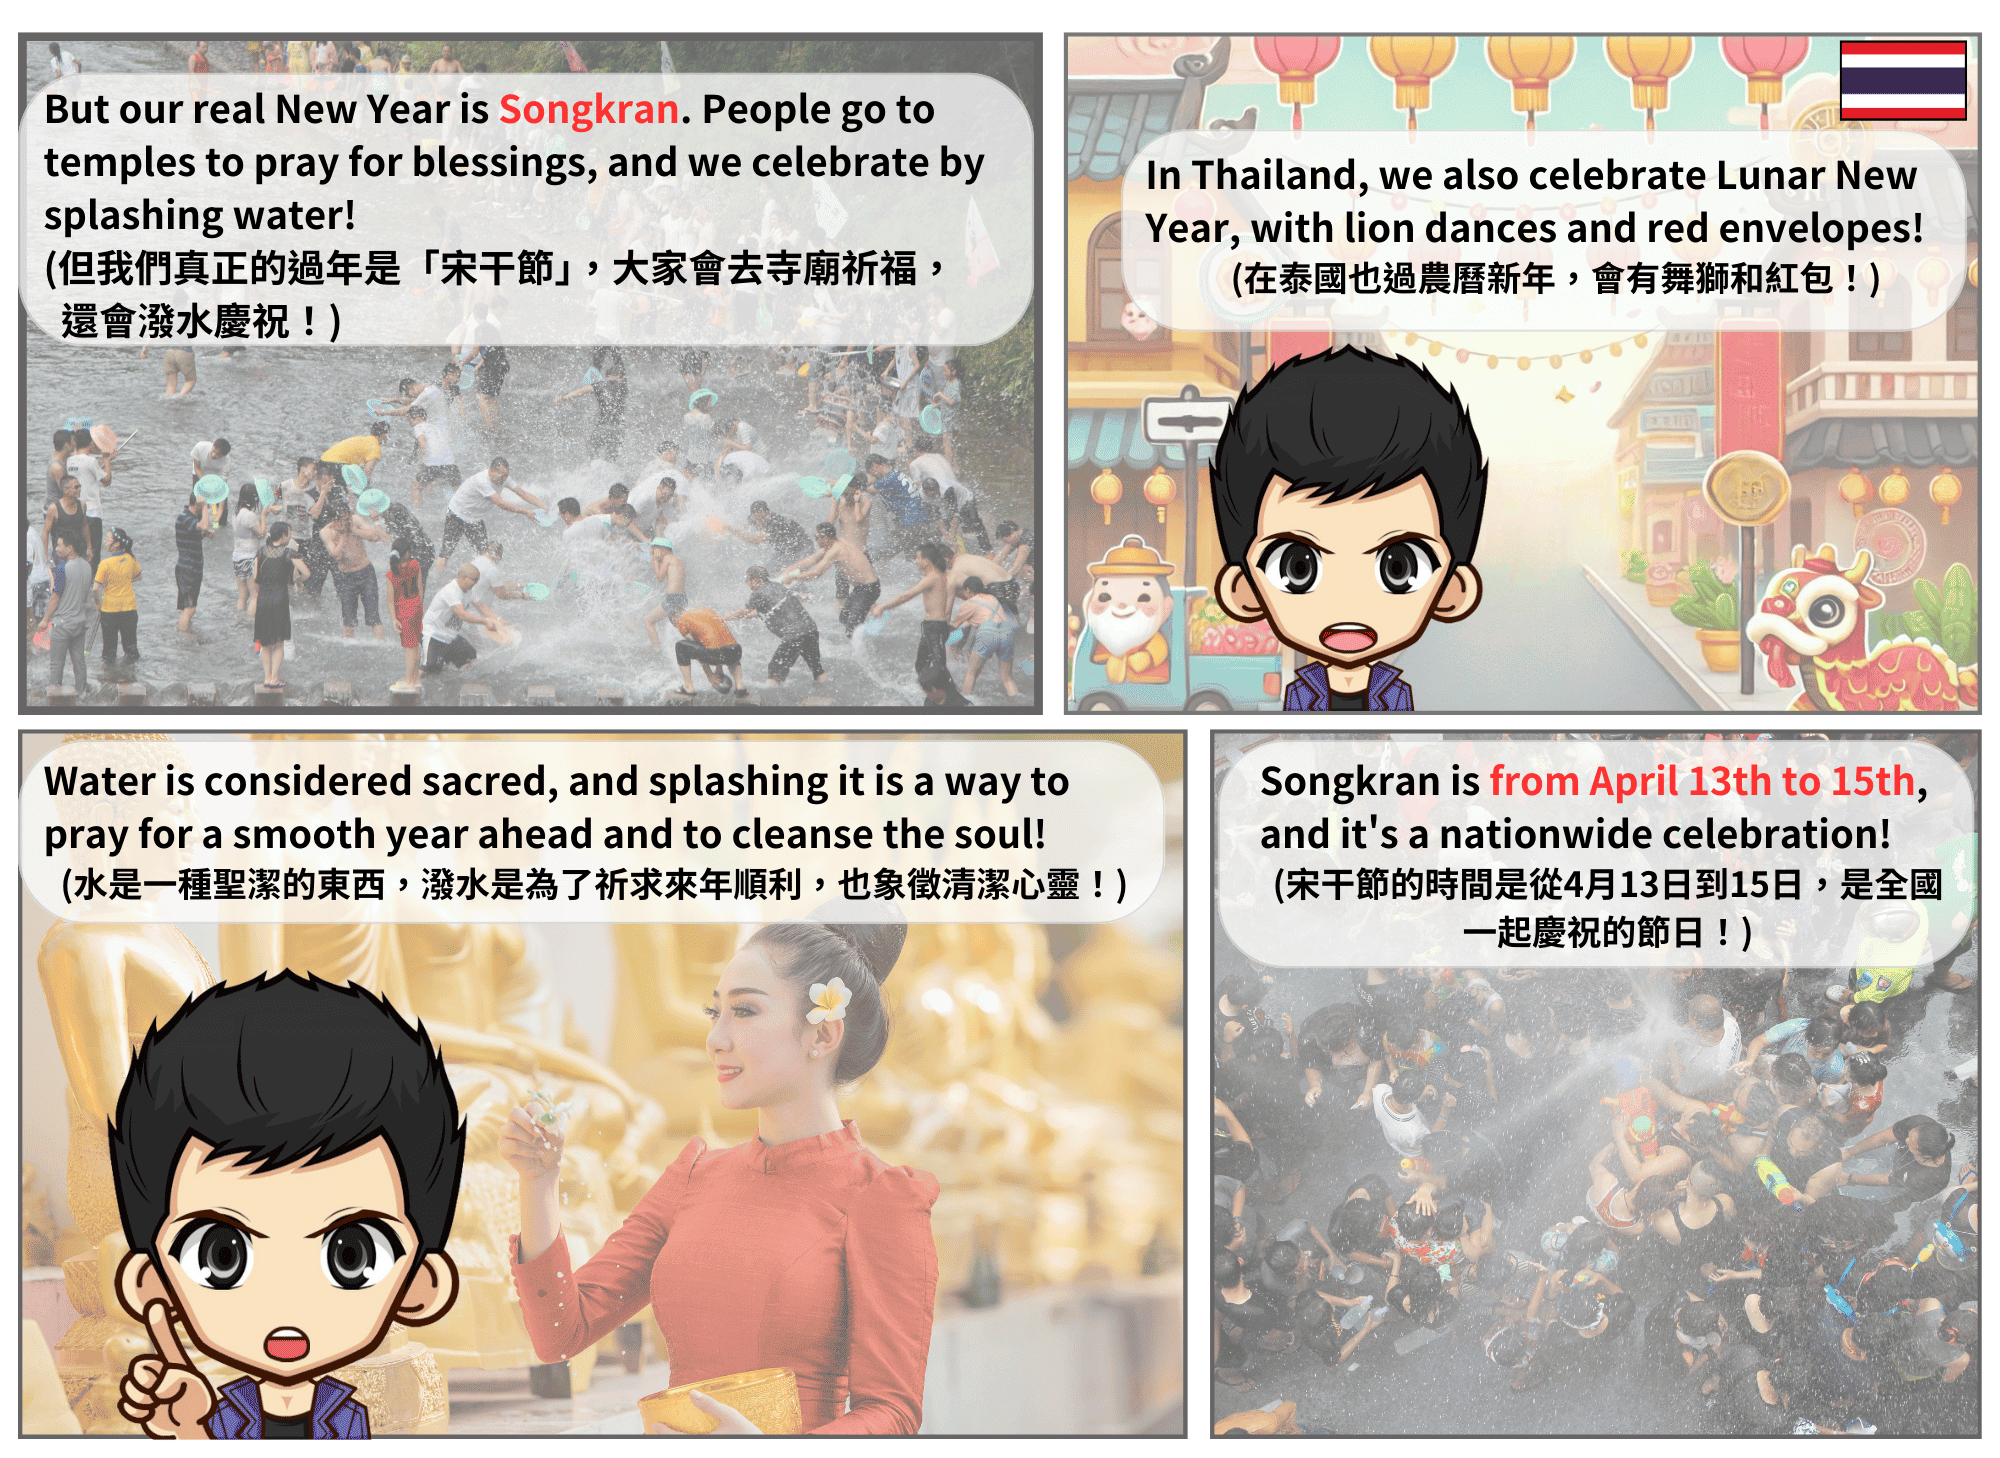 In Thailand, we also celebrate Lunar New
Year, with lion dances and red envelopes!
(在泰國也過農曆新年，會有舞獅和紅包！)
But our real New Year is Songkran. People go to
temples to pray for blessings, and we celebrate by
splashing water!
(但我們真正的過年是「宋干節」，大家會去寺廟祈福，
還會潑水慶祝！)
Songkran is from April 13th to 15th,
and it's a nationwide celebration!
(宋干節的時間是從4月13日到15日，是全國
一起慶祝的節日！)
Water is considered sacred, and splashing it is a way to
pray for a smooth year ahead and to cleanse the soul!
(水是一種聖潔的東西，潑水是為了祈求來年順利，也象徵清潔心靈！)